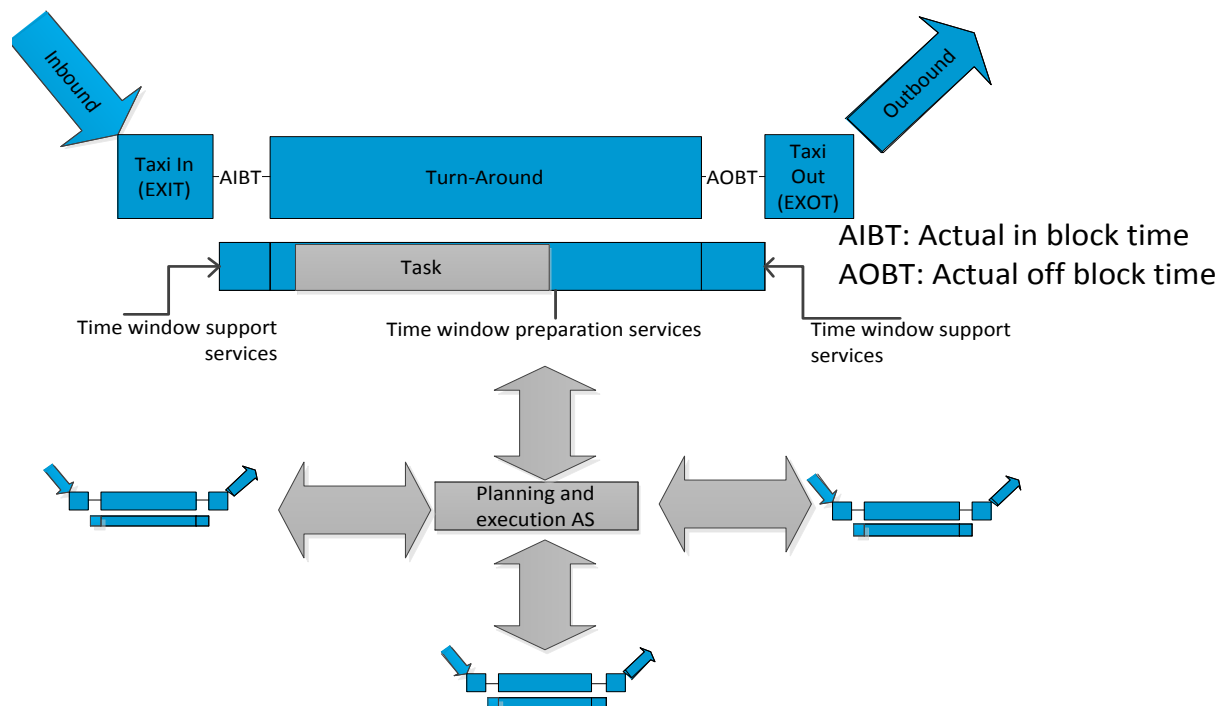 Inbound
Outbound
Taxi In
(EXIT)
AIBT
Turn-Around
AOBT
Taxi
Out
(EXOT)
AIBT: Actual in block time
AOBT: Actual off block time
Task
Time window support
services
Time window preparation services
Time window support
services
Planning and
execution AS